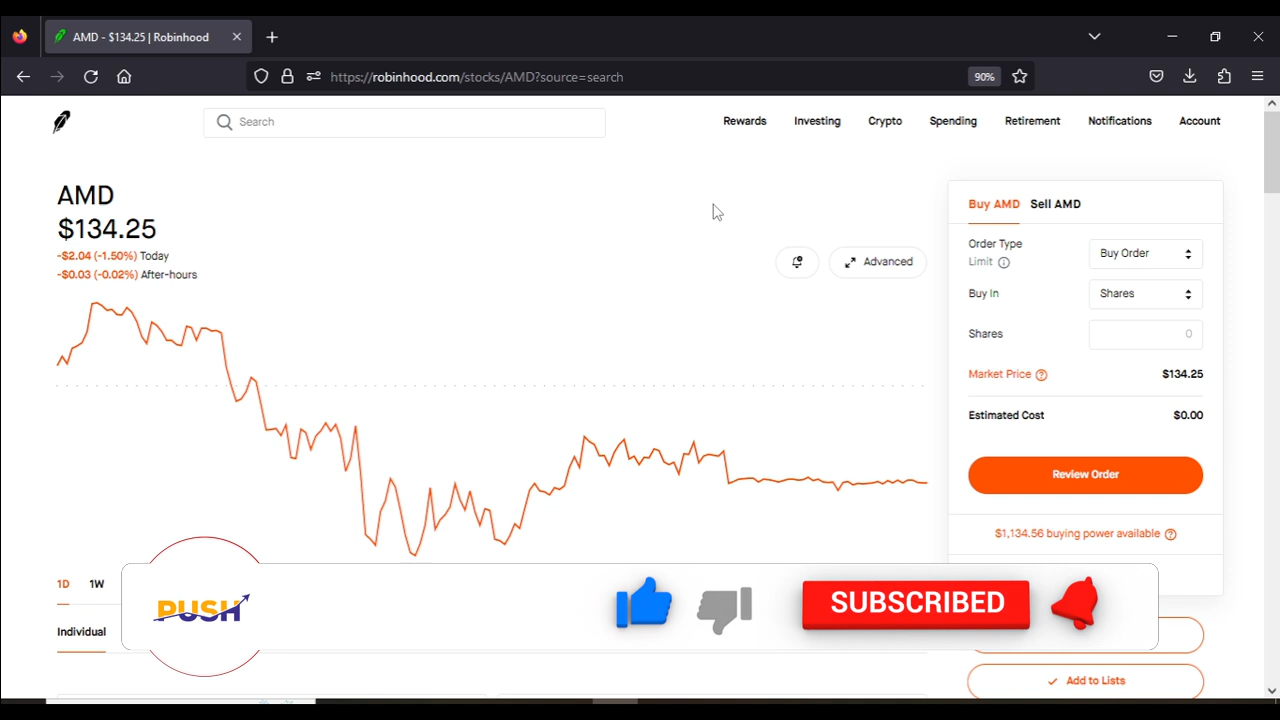 AMD - $134.25 | Robinhood
https://robinhood.com/stocks/AMD?source=search
90%
Search
Rewards
Investing
Crypto
Spending
Retirement
Notifications
Account
AMD
$134.25
-$2.04 (-1.50%) Today
-$0.03 (-0.02%) After-hours
Advanced
Buy AMD Sell AMD
Order Type
Limit
Buy Order
Buy In
Shares
Shares
0
Market Price
$134.25
Estimated Cost
$0.00
Review Order
$1,134.56 buying power available
1D
1W
PUSH
SUBSCRIBED
Individual
Add to Lists